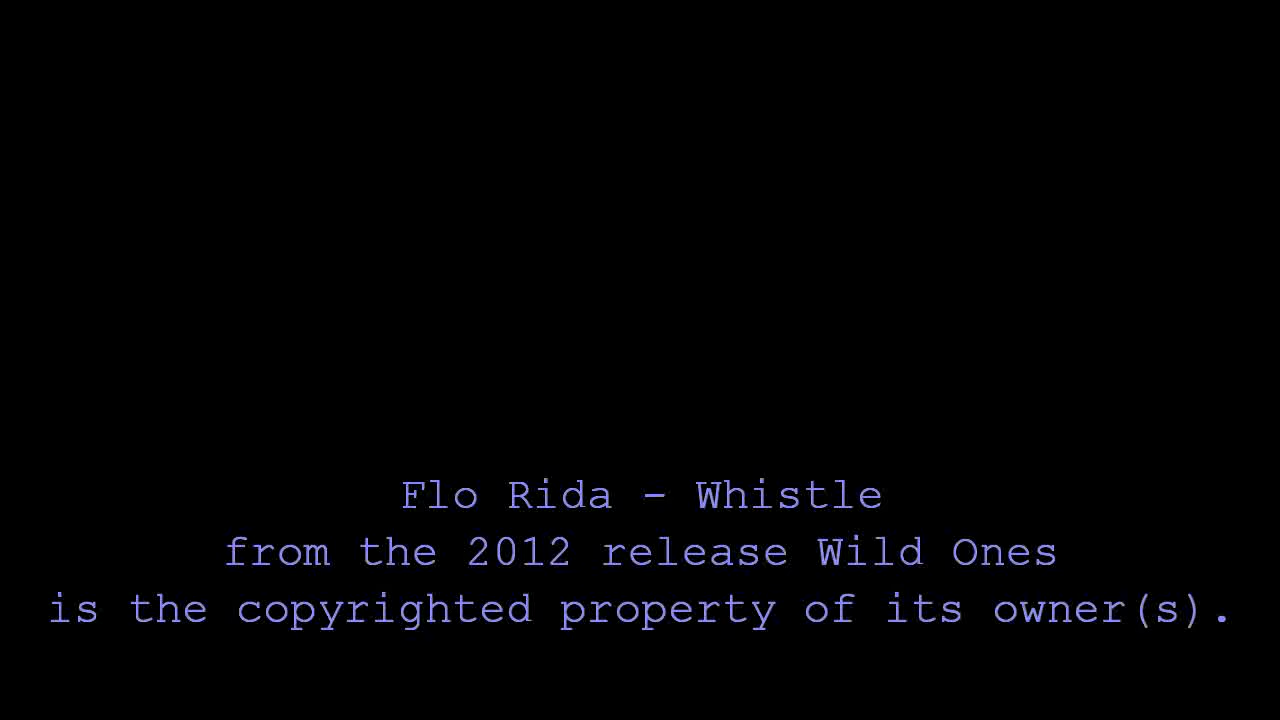 Flo Rida - Whistle
from the 2012 release Wild Ones
is the copyrighted property of its owner(s).